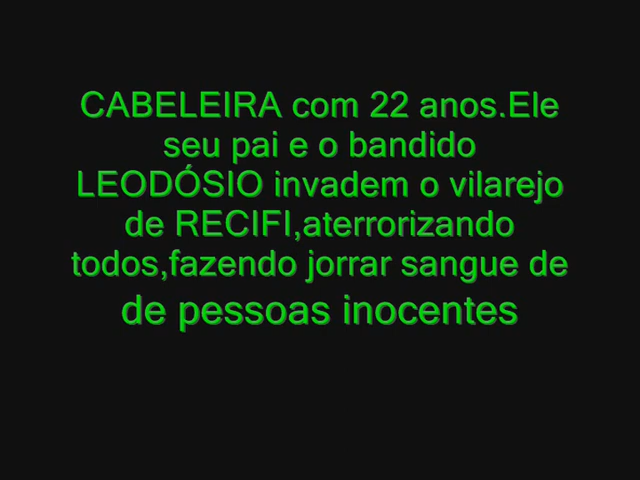 CABELEIRA com 22 anos.Ele
seu pai e o bandido
LEODÓSIO invadem o vilarejo
de RECIFI,aterrorizando
todos,fazendo jorrar sangue de
de pessoas inocentes